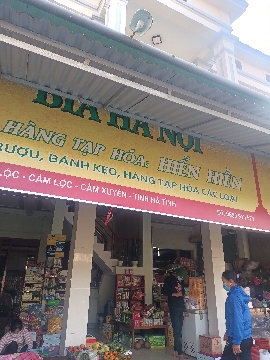 BIA HÀ NỘI
HÀNG TẠP HÓA: HIỀN HIỀN
RƯỢU, BÁNH KẸO, HÀNG TẠP HÓA CÁC LOẠI
LỘC - CẨM LỘC - CẨM XUYÊN - TỈNH HÀ TĨNH